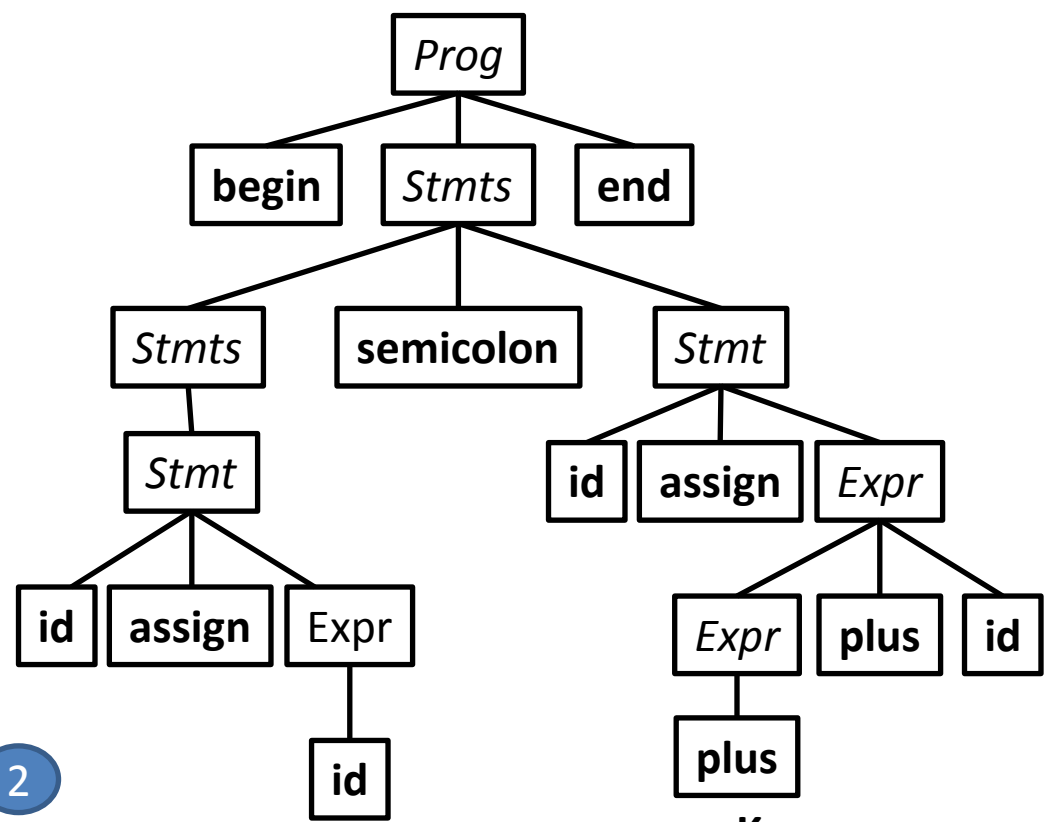 Prog
begin Stmts end
Stmts semicolon Stmt
Stmt
id assign Expr
id assign Expr
Expr plus id
id
plus
2